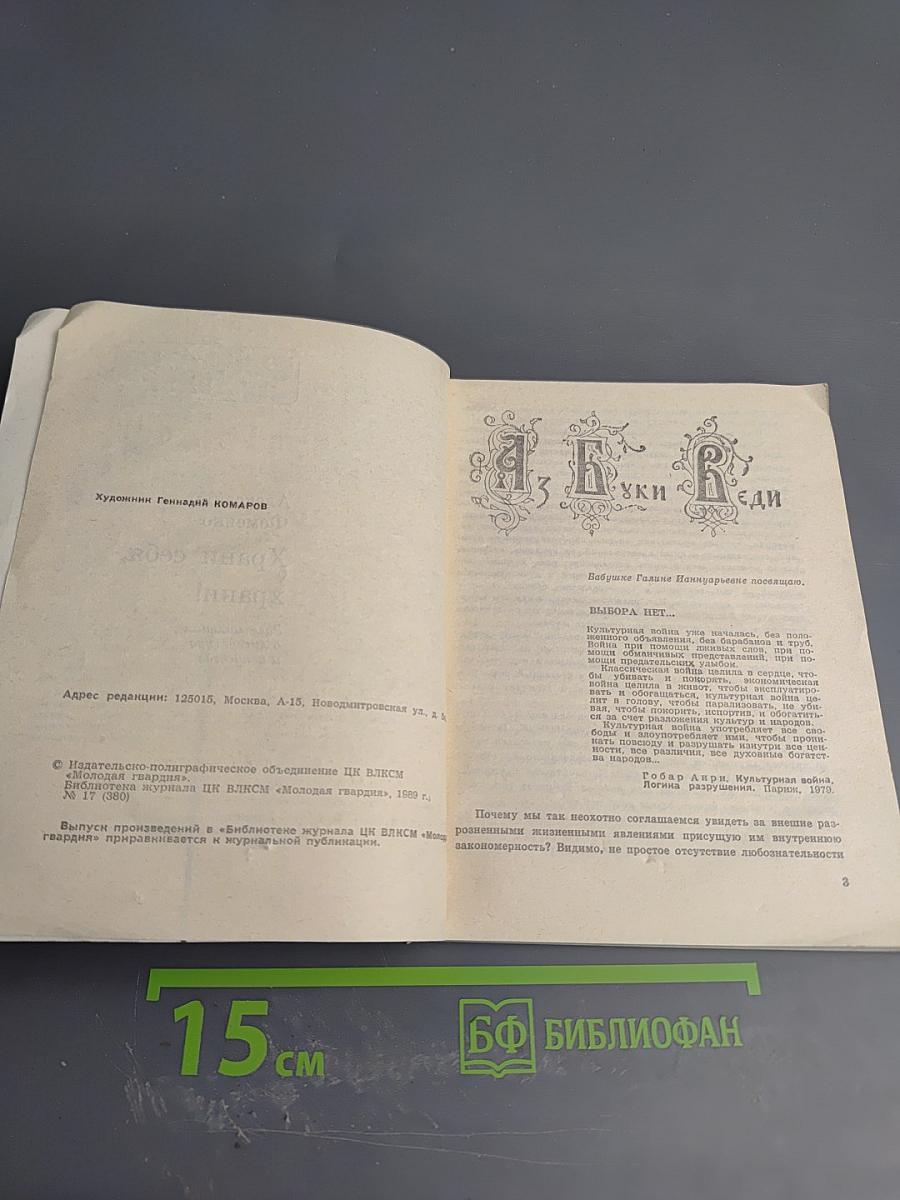 Художник Геннадий КОМАРОВ
Адрес редакции: 125015, Москва, А-15, Новодмитровская ул., д.
© Издательско-полиграфическое объединение ЦК ВЛКСМ
«Молодая гвардия».
Библиотека журнала ЦК ВЛКСМ «Молодая гвардия», 1989 г.,
№ 17 (380)
Выпуск произведений в «Библиотеке журнала ЦК ВЛКСМ
гвардия» приравнивается к журнальной публикации.
Аз Буки Веди
Бабушке Галине Ианнуарьевне посвящаю.
ВЫБОРА НЕТ...
Культурная война уже началась, без поло-
женного объявления, без барабанов и труб.
Война при помощи лживых слов, при по-
мощи обманчивых представлений, при по-
мощи предательских улыбок.
Классическая война целила в сердце, что-
бы убивать и покорять, экономическая
война целила в живот, чтобы эксплуатиро-
вать и обогащаться, культурная война це-
лит в голову, чтобы парализовать, не уби-
вая, чтобы покорить, испортив, и обогатить-
ся за счет разложения культур и народов.
Культурная война употребляет все сво-
боды и злоупотребляет ими, чтобы прони-
кать повсюду и разрушать изнутри все цен-
ности, все различия, все духовные богатст-
ва народов...
Гобар Анри. Культурная война.
Логика разрушения. Париж, 1979.
Почему мы так неохотно соглашаемся увидеть за внешне раз-
розненными жизненными явлениями присущую им внутреннюю
закономерность? Видимо, не простое отсутствие любознательности
3
15 см
БФ БИБЛИОФАН